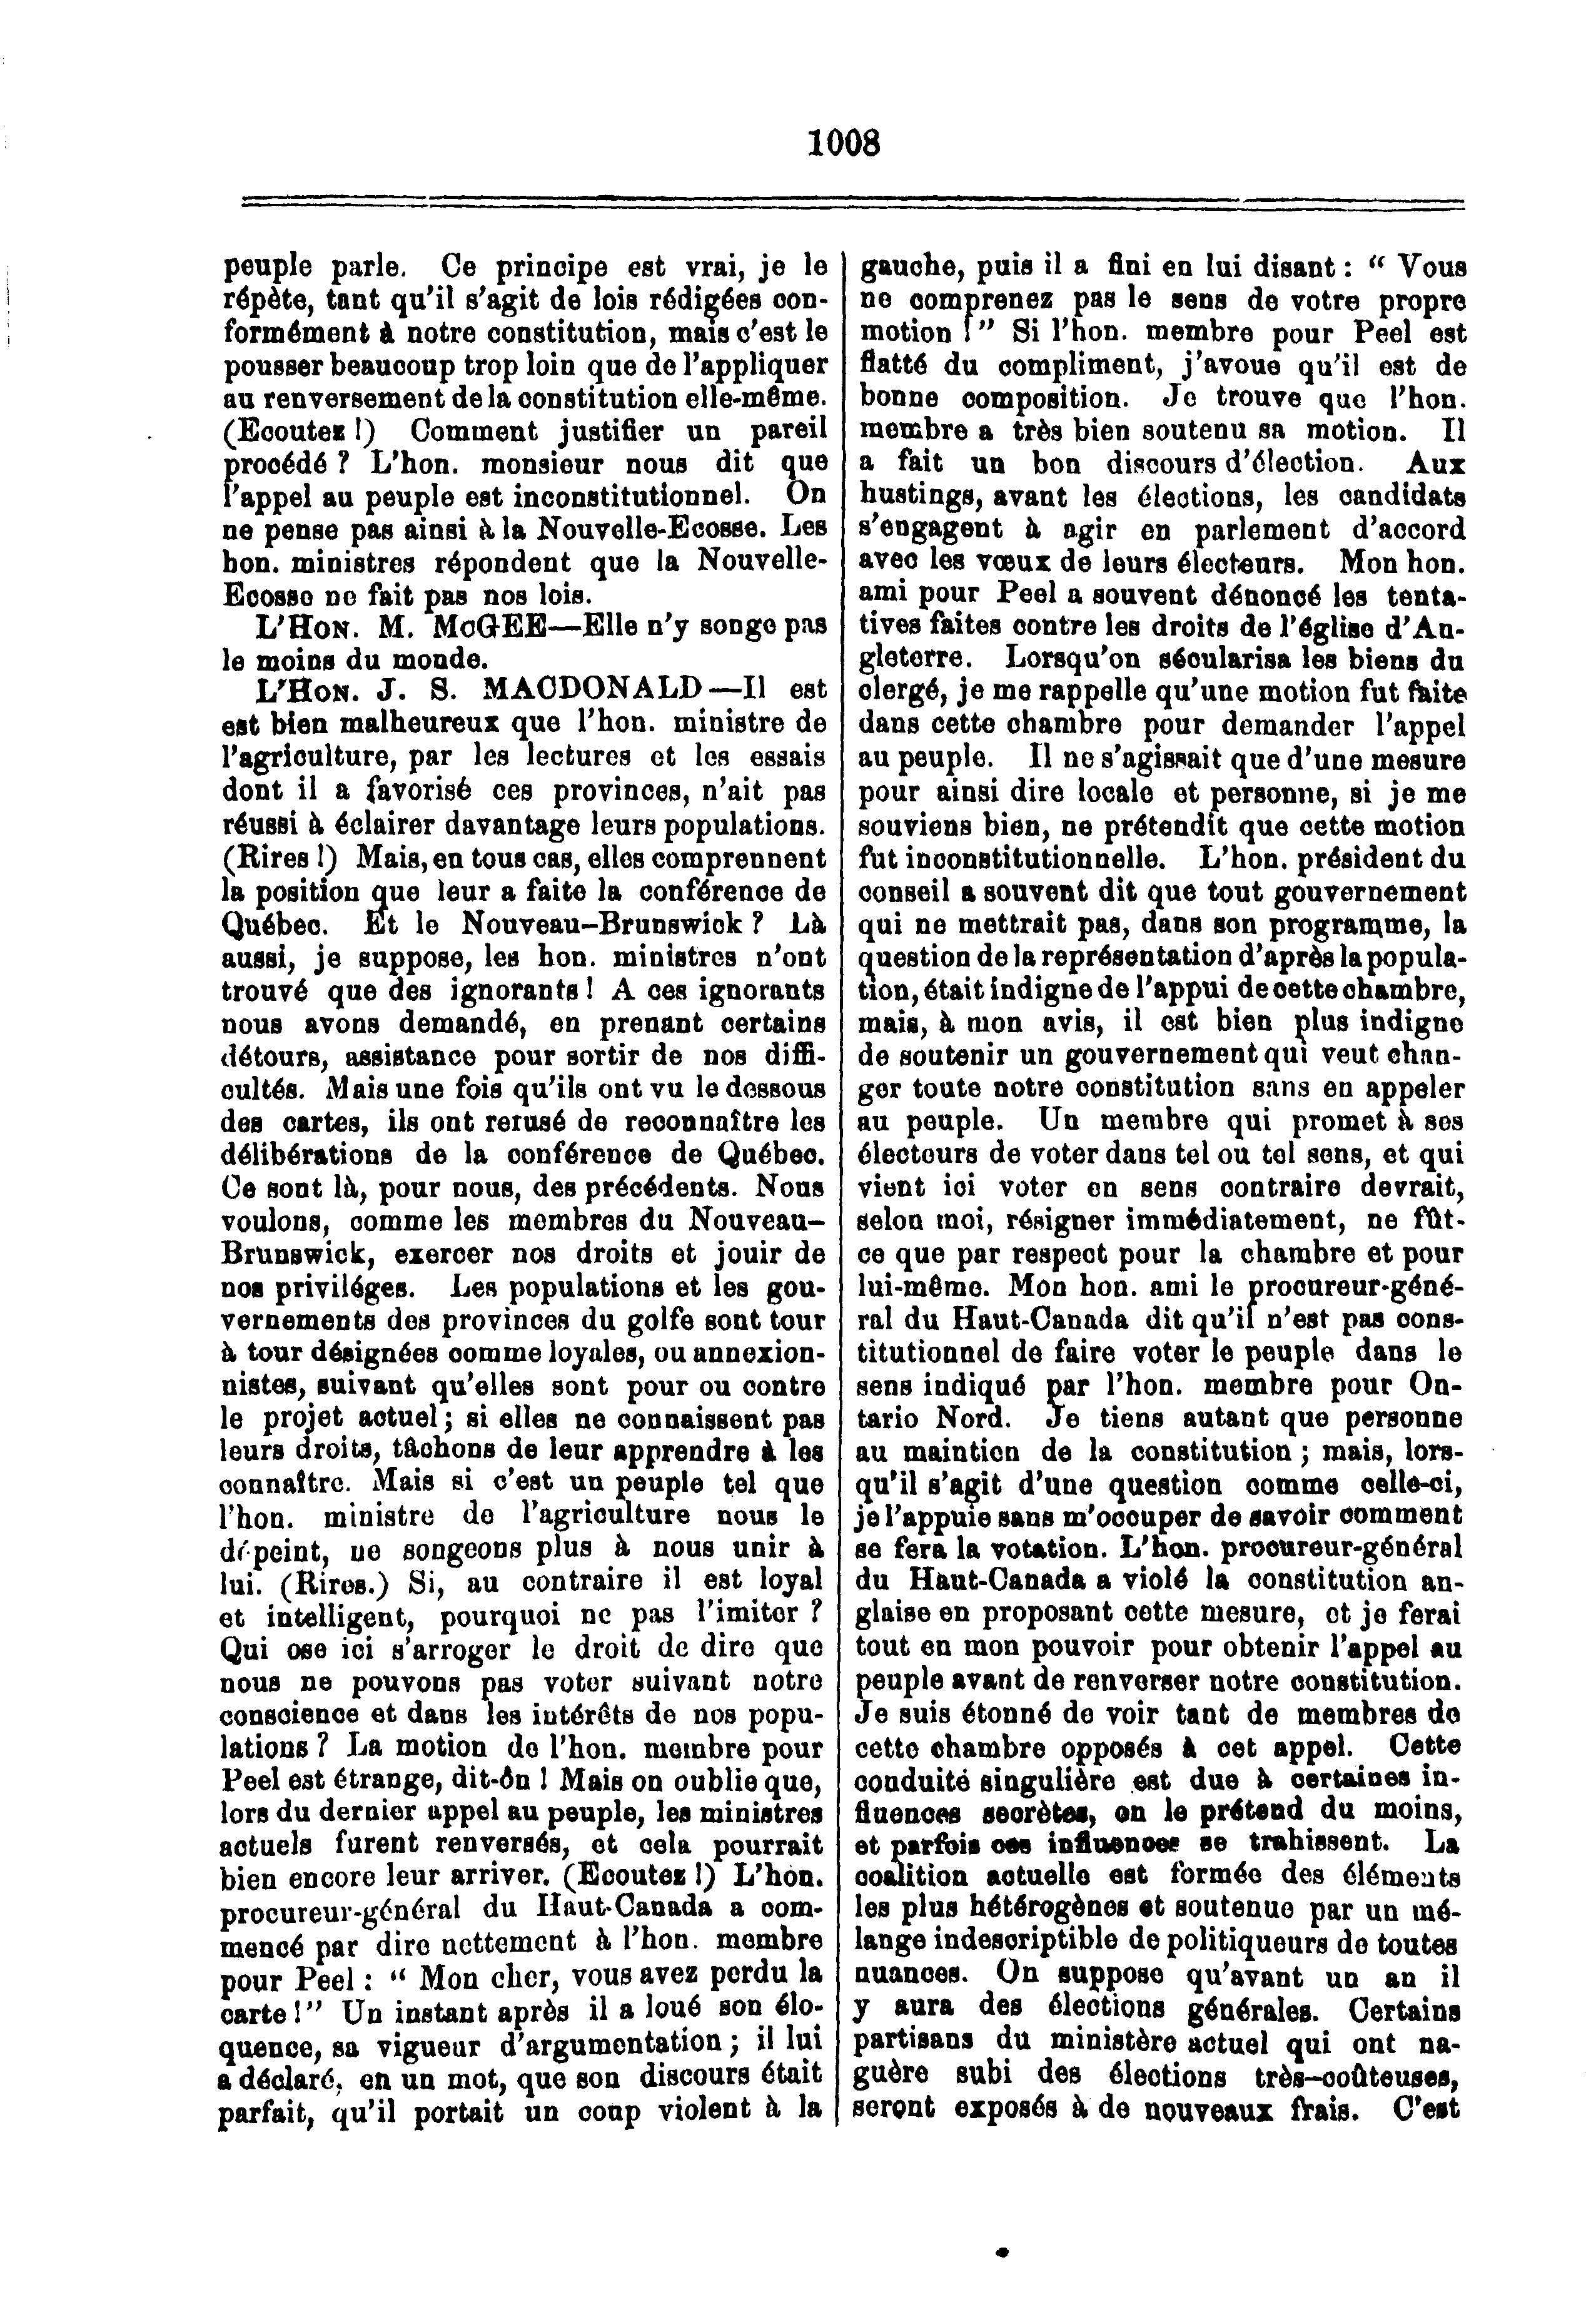 1008
peuple parle. Ce principe est vrai, je le
répète, tant qu'il s'agit de lois rédigées con-
formément à notre constitution, mais c'est le
pousser beaucoup trop loin que de l'appliquer
au renversement de la constitution elle-même.
(Ecoutez !) Comment justifier un pareil
procédé ? L'hon. monsieur nous dit que
l'appel au peuple est inconstitutionnel. On
ne pense pas ainsi à la Nouvelle-Ecosse. Les
hon. ministres répondent que la Nouvelle-
Ecosse ne fait pas nos lois.
L'HON. M. McGEE—Elle n'y songe pas
le moins du monde.
L'HON. J. S. MACDONALD—Il est
est bien malheureux que l'hon. ministre de
l'agriculture, par les lectures et les essais
dont il a favorisé ces provinces, n'ait pas
réussi à éclairer davantage leurs populations.
(Rires !) Mais, en tous cas, elles comprennent
la position que leur a faite la conférence de
Québec. Et le Nouveau-Brunswick ? Là
aussi, je suppose, les hon. ministres n'ont
trouvé que des ignorants ! A ces ignorants
nous avons demandé, en prenant certains
détours, assistance pour sortir de nos diffi-
cultés. Mais une fois qu'ils ont vu le dessous
des cartes, ils ont refusé de reconnaître les
délibérations de la conférence de Québec.
Ce sont là, pour nous, des précédents. Nous
voulons, comme les membres du Nouveau-
Brunswick, exercer nos droits et jouir de
nos priviléges. Les populations et les gou-
vernements des provinces du golfe sont tour
à tour désignées comme loyales, ou annexion-
nistes, suivant qu'elles sont pour ou contre
le projet actuel ; si elles ne connaissent pas
leurs droits, tâchons de leur apprendre à les
connaître. Mais si c'est un peuple tel que
l'hon. ministre de l'agriculture nous le
dépeint, ne songeons plus à nous unir à
lui. (Rires.) Si, au contraire il est loyal
et intelligent, pourquoi ne pas l'imiter ?
Qui ose ici s'arroger le droit de dire que
nous ne pouvons pas voter suivant notre
conscience et dans les intérêts de nos popu-
lations ? La motion de l'hon. membre pour
Peel est étrange, dit-ôn ! Mais on oublie que,
lors du dernier appel au peuple, les ministres
actuels furent renversés, et cela pourrait
bien encore leur arriver. (Ecoutez !) L'hon.
procureur-général du Haut-Canada a com-
mencé par dire nettement à l'hon. membre
pour Peel : “ Mon cher, vous avez perdu la
carte !” Un instant après il a loué son élo-
quence, sa vigueur d'argumentation ; il lui
a déclaré, en un mot, que son discours était
parfait, qu'il portait un coup violent à la
gauche, puis il a fini en lui disant : “ Vous
ne comprenez pas le sens de votre propre
motion !” Si l'hon. membre pour Peel est
flatté du compliment, j'avoue qu'il est de
bonne composition. Je trouve que l'hon.
membre a très bien soutenu sa motion. Il
a fait un bon discours d'élection. Aux
hustings, avant les élections, les candidats
s'engagent à agir en parlement d'accord
avec les vœux de leurs électeurs. Mon hon.
ami pour Peel a souvent dénoncé les tenta-
tives faites contre les droits de l'église d'An-
gleterre. Lorsqu'on sécularisa les biens du
clergé, je me rappelle qu'une motion fut faite
dans cette chambre pour demander l'appel
au peuple. Il ne s'agissait que d'une mesure
pour ainsi dire locale et personne, si je me
souviens bien, ne prétendit que cette motion
fut inconstitutionnelle. L'hon. président du
conseil a souvent dit que tout gouvernement
qui ne mettrait pas, dans son programme, la
question de la représentation d'après la popula-
tion, était indigne de l'appui de cette chambre,
mais, à mon avis, il est bien plus indigne
de soutenir un gouvernement qui veut chan-
ger toute notre constitution sans en appeler
au peuple. Un membre qui promet à ses
électeurs de voter dans tel ou tel sens, et qui
vient ici voter en sens contraire devrait,
selon moi, résigner immédiatement, ne fût-
ce que par respect pour la chambre et pour
lui-même. Mon hon. ami le procureur-géné-
ral du Haut-Canada dit qu'il n'est pas cons-
titutionnel de faire voter le peuple dans le
sens indiqué par l'hon. membre pour On-
tario Nord. Je tiens autant que personne
au maintien de la constitution ; mais, lors-
qu'il s'agit d'une question comme celle-ci,
je l'appuie sans m'occuper de savoir comment
se fera la votation. L'hon. procureur-général
du Haut-Canada a violé la constitution an-
glaise en proposant cette mesure, et je ferai
tout en mon pouvoir pour obtenir l'appel au
peuple avant de renverser notre constitution.
Je suis étonné de voir tant de membres de
cette chambre opposés à cet appel. Cette
conduite singulière est due à certaines in-
fluences secrètes, on le prétend du moins,
et parfois ces influences se trahissent. La
coalition actuelle est formée des éléments
les plus hétérogènes et soutenue par un mé-
lange indescriptible de politiqueurs de toutes
nuances. On suppose qu'avant un an il
y aura des élections générales. Certains
partisans du ministère actuel qui ont na-
guère subi des élections très-coûteuses,
seront exposés à de nouveaux frais. C'est